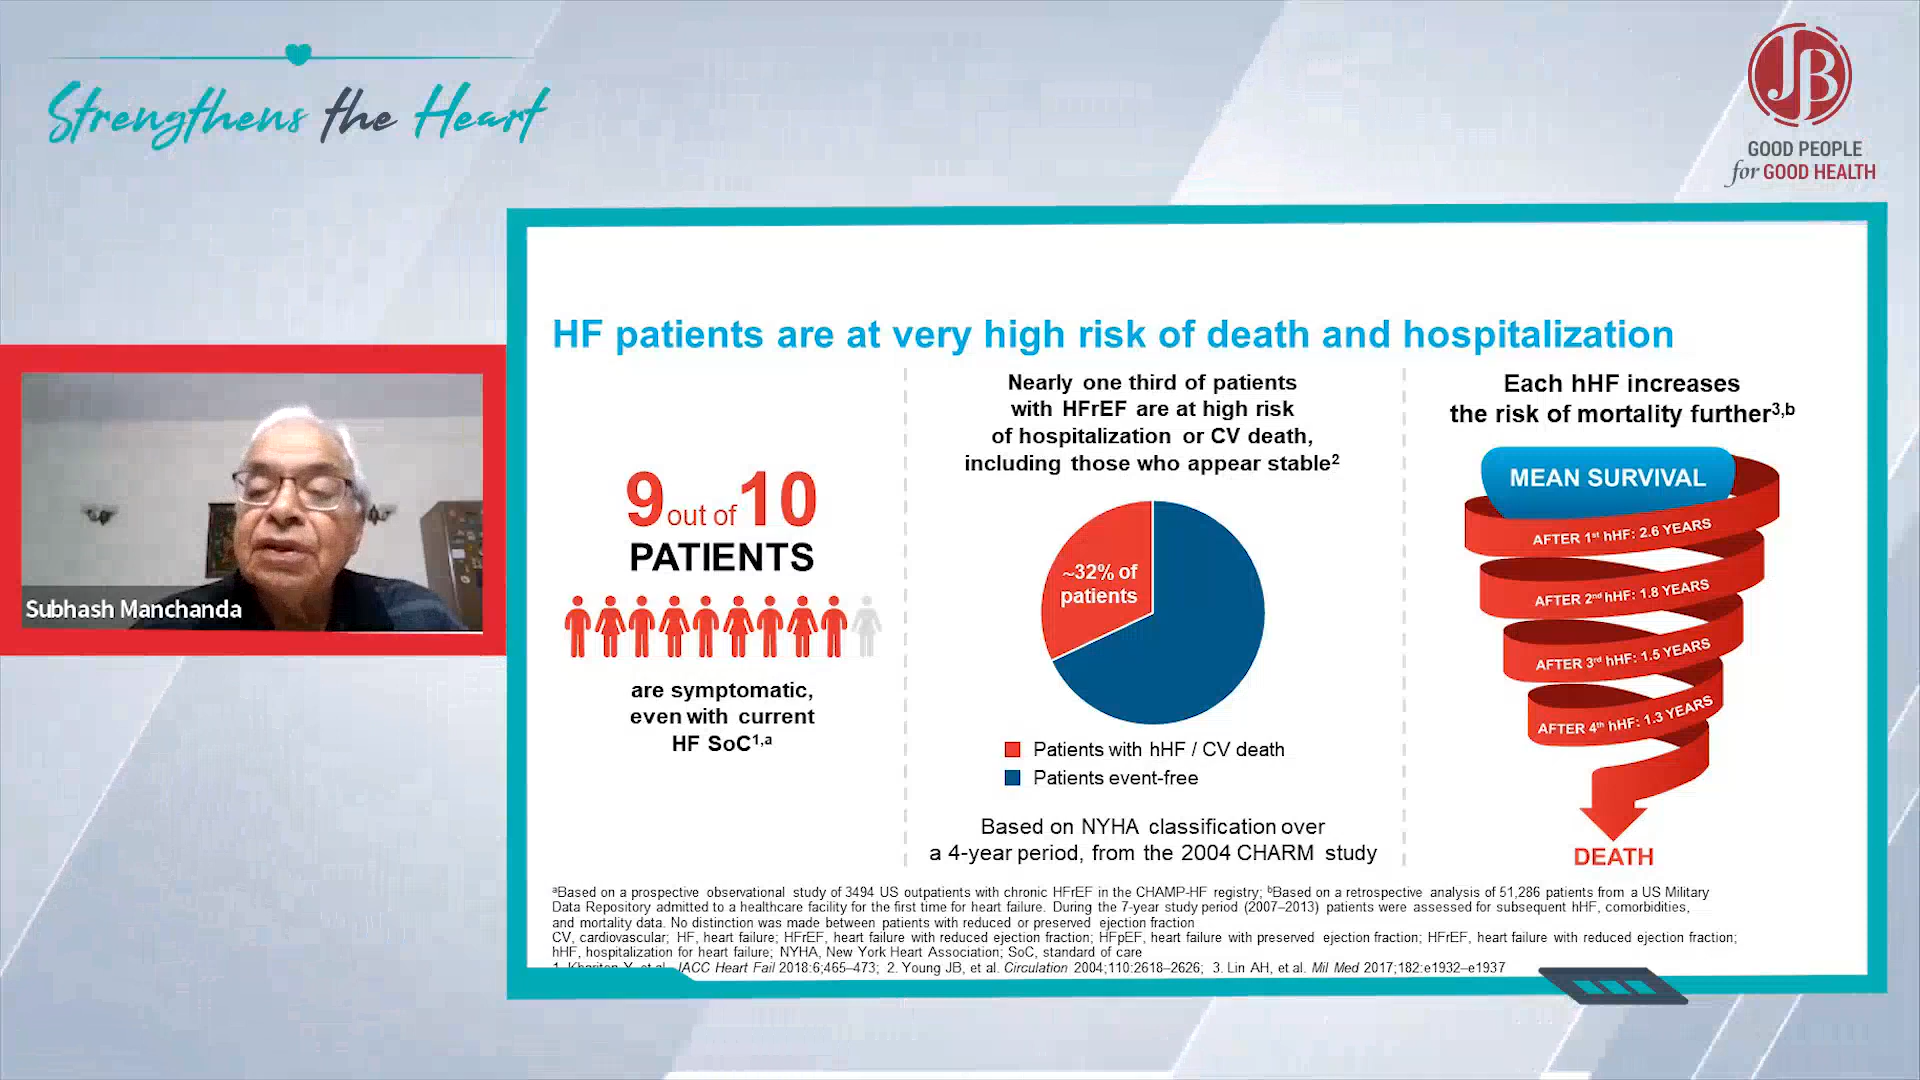 Strengthens the Heart
JB
GOOD PEOPLE
for GOOD HEALTH
Subhash Manchanda
HF patients are at very high risk of death and hospitalization
9 out of 10
PATIENTS
are symptomatic,
even with current
HF SoC1,a
Nearly one third of patients
with HFrEF are at high risk
of hospitalization or CV death,
including those who appear stable2
~32% of
patients
Patients with hHF / CV death
Patients event-free
Based on NYHA classification over
a 4-year period, from the 2004 CHARM study
Each hHF increases
the risk of mortality further3,b
MEAN SURVIVAL
AFTER 1st hHF: 2.6 YEARS
AFTER 2nd hHF: 1.8 YEARS
AFTER 3rd hHF: 1.5 YEARS
AFTER 4th hHF: 1.3 YEARS
DEATH
aBased on a prospective observational study of 3494 US outpatients with chronic HFrEF in the CHAMP-HF registry; bBased on a retrospective analysis of 51,286 patients from a US Military
Data Repository admitted to a healthcare facility for the first time for heart failure. During the 7-year study period (2007–2013) patients were assessed for subsequent hHF, comorbidities,
and mortality data. No distinction was made between patients with reduced or preserved ejection fraction
CV, cardiovascular; HF, heart failure; HFrEF, heart failure with reduced ejection fraction; HFpEF, heart failure with preserved ejection fraction; HFrEF, heart failure with reduced ejection fraction;
hHF, hospitalization for heart failure; NYHA, New York Heart Association; SoC, standard of care
JACC Heart Fail 2018;6;465–473; 2. Young JB, et al. Circulation 2004;110:2618–2626; 3. Lin AH, et al. Mil Med 2017;182:e1932–e1937